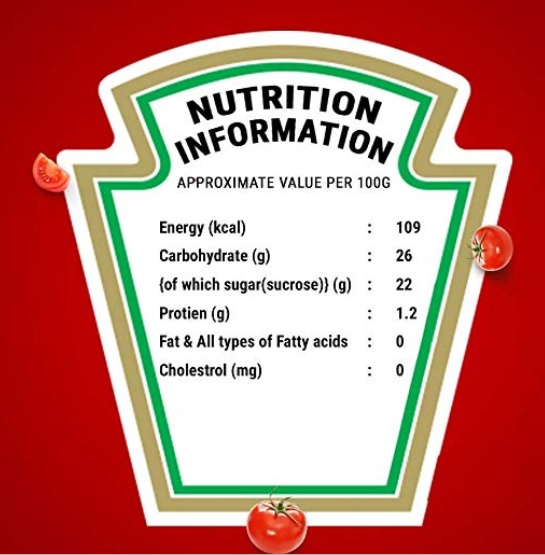 NUTRITION
INFORMATION
APPROXIMATE VALUE PER 100G
Energy (kcal) : 109
Carbohydrate (g) : 26
{of which sugar(sucrose)} (g) : 22
Protien (g) : 1.2
Fat & All types of Fatty acids : 0
Cholestrol (mg) : 0